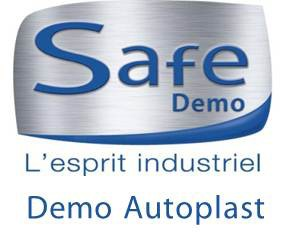 Safe
Demo
L'esprit industriel
Demo Autoplast